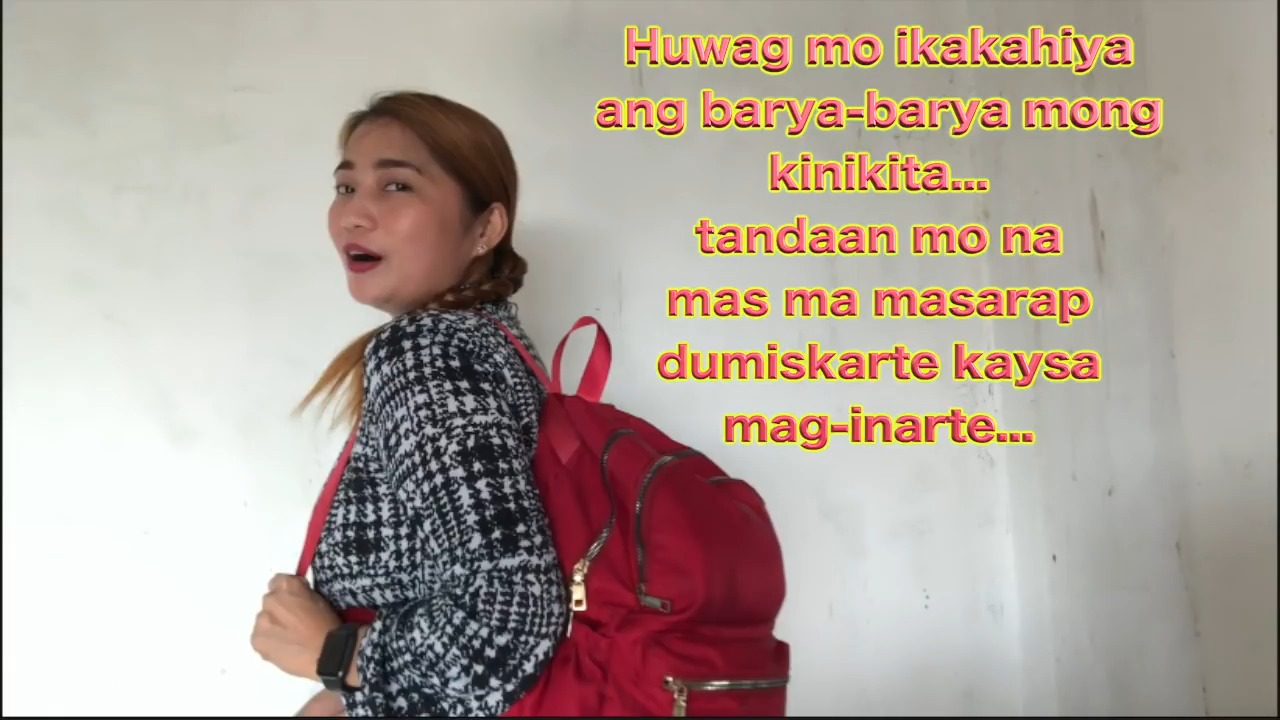 Huwag mo ikakahiya
ang barya-barya mong
kinikita...
tandaan mo na
mas ma masarap
dumiskarte kaysa
mag-inarte...